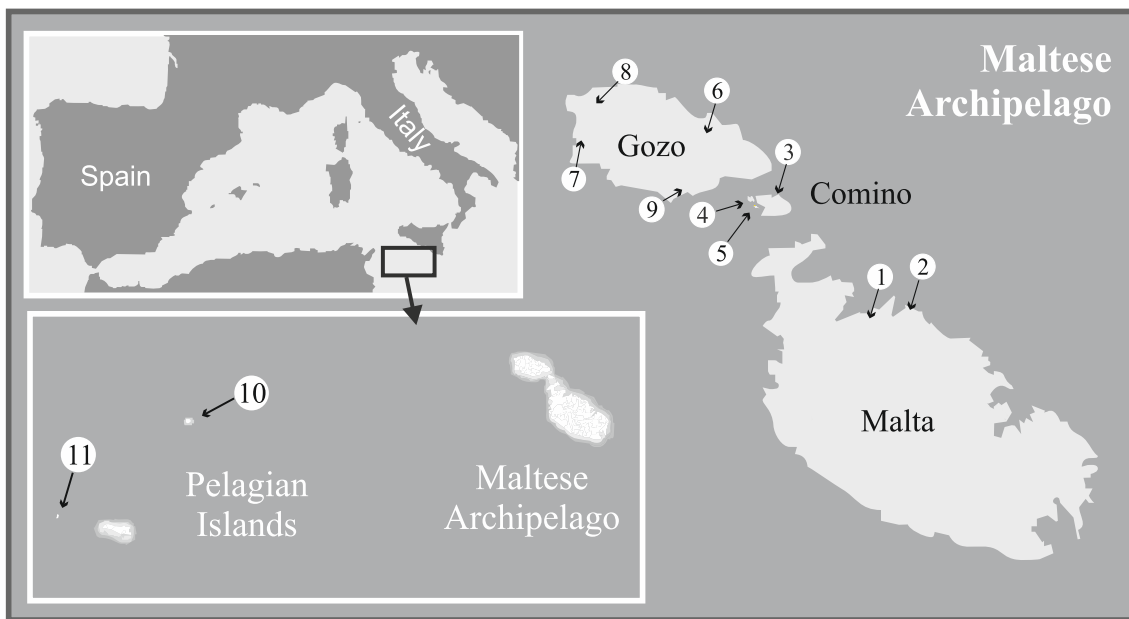 Maltese
Archipelago
Spain
Italy
8
6
Gozo
3
7
9
4
Comino
5
1
2
Malta
10
11
Pelagian
Islands
Maltese
Archipelago